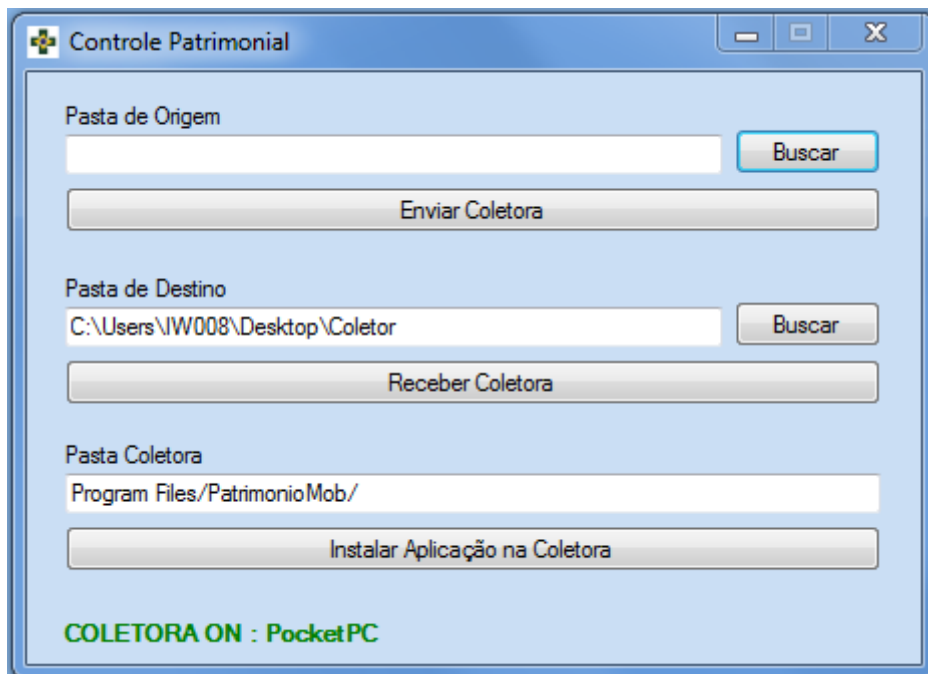 Controle Patrimonial
Pasta de Origem
Buscar
Enviar Coletora
Pasta de Destino
C:\Users\IW008\Desktop\Coletor
Buscar
Receber Coletora
Pasta Coletora
Program Files/PatrimonioMob/
Instalar Aplicação na Coletora
COLETORA ON : PocketPC